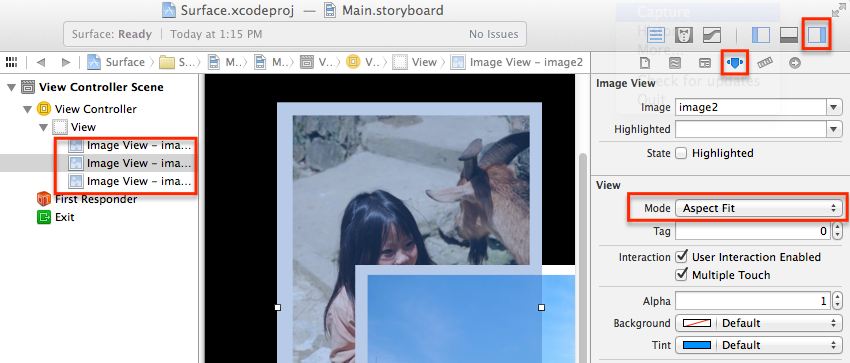 Surface.xcodeproj
Main.storyboard
Capture
Surface: Ready
Today at 1:15 PM
No Issues
More...
Surface
S...
M...
M...
V...
V...
View
Image View - image2
Check for updates
Quit
View Controller Scene
View Controller
View
Image View - ima...
Image View - ima...
Image View - ima...
First Responder
Exit
Image View
Image
image2
Highlighted
State
Highlighted
View
Mode
Aspect Fit
Tag
0
Interaction
User Interaction Enabled
Multiple Touch
Alpha
1
Background
Default
Tint
Default